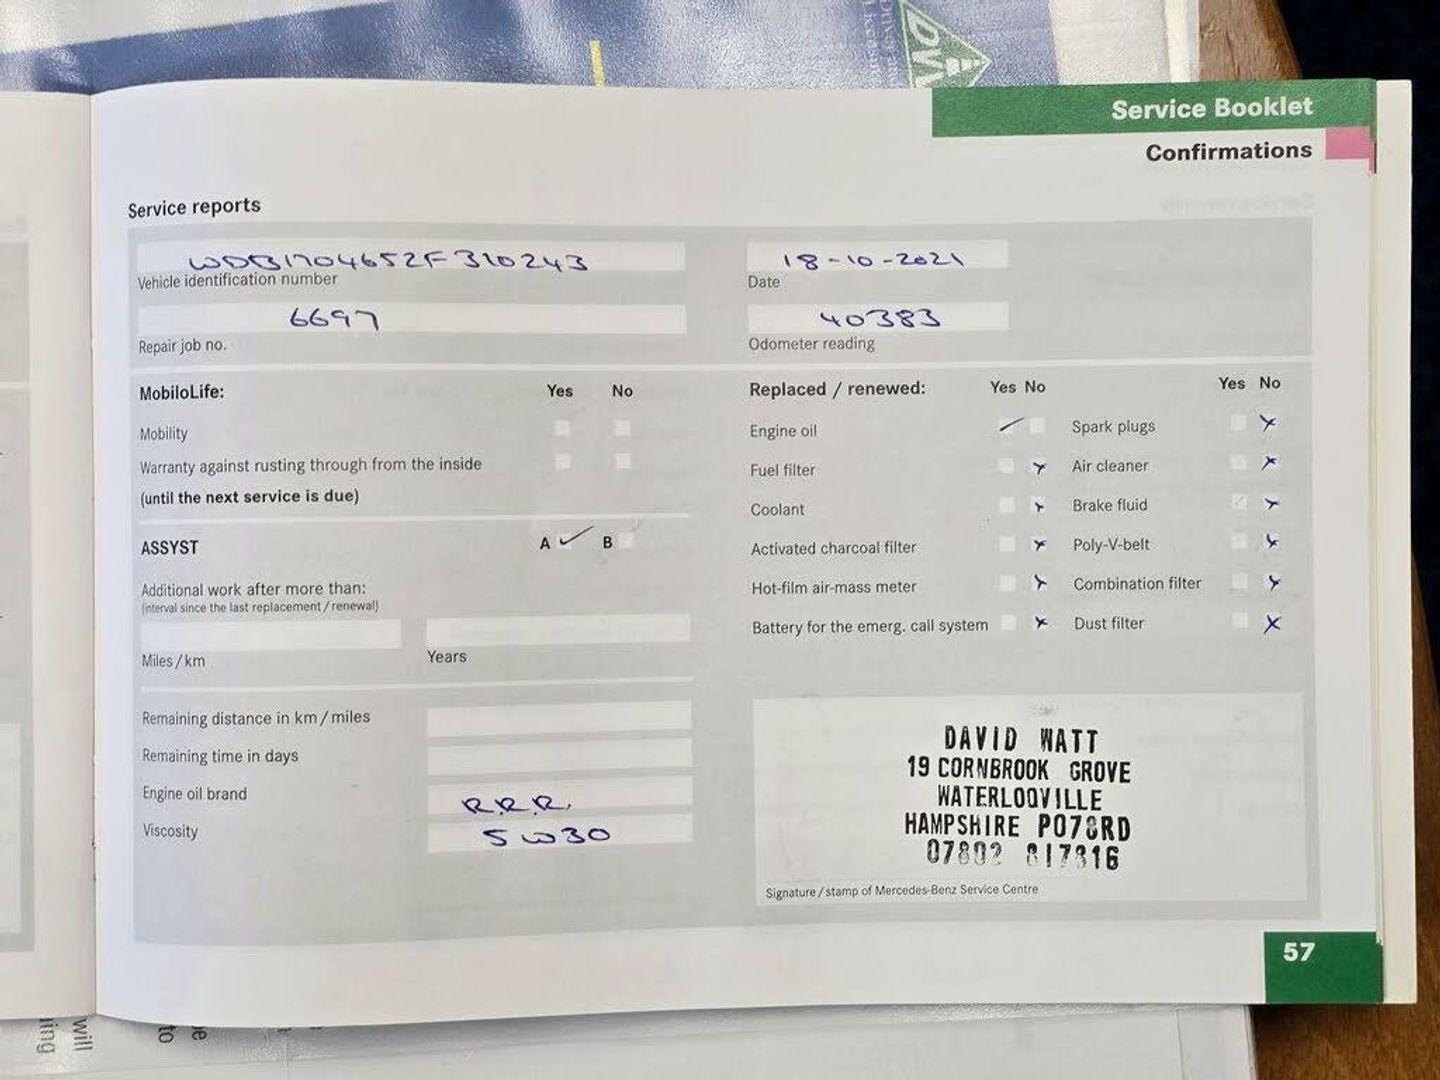 DV
Service Booklet
Confirmations
Service reports
WDB1704652F310243
Vehicle identification number
18-10-2021
Date
6697
Repair job no.
40383
Odometer reading
MobiloLife: Yes No
Mobility
Warranty against rusting through from the inside
(until the next service is due)
ASSYST A B
Additional work after more than:
(interval since the last replacement / renewal)
Miles / km
Years
Remaining distance in km / miles
Remaining time in days
Engine oil brand R.R.R.
Viscosity 5W30
Replaced / renewed: Yes No Yes No
Engine oil Spark plugs
Fuel filter Air cleaner
Coolant Brake fluid
Activated charcoal filter Poly-V-belt
Hot-film air-mass meter Combination filter
Battery for the emerg. call system Dust filter
DAVID WATT
19 CORNBROOK GROVE
WATERLOOVILLE
HAMPSHIRE PO78RD
07802 817316
Signature / stamp of Mercedes-Benz Service Centre
57
will
to